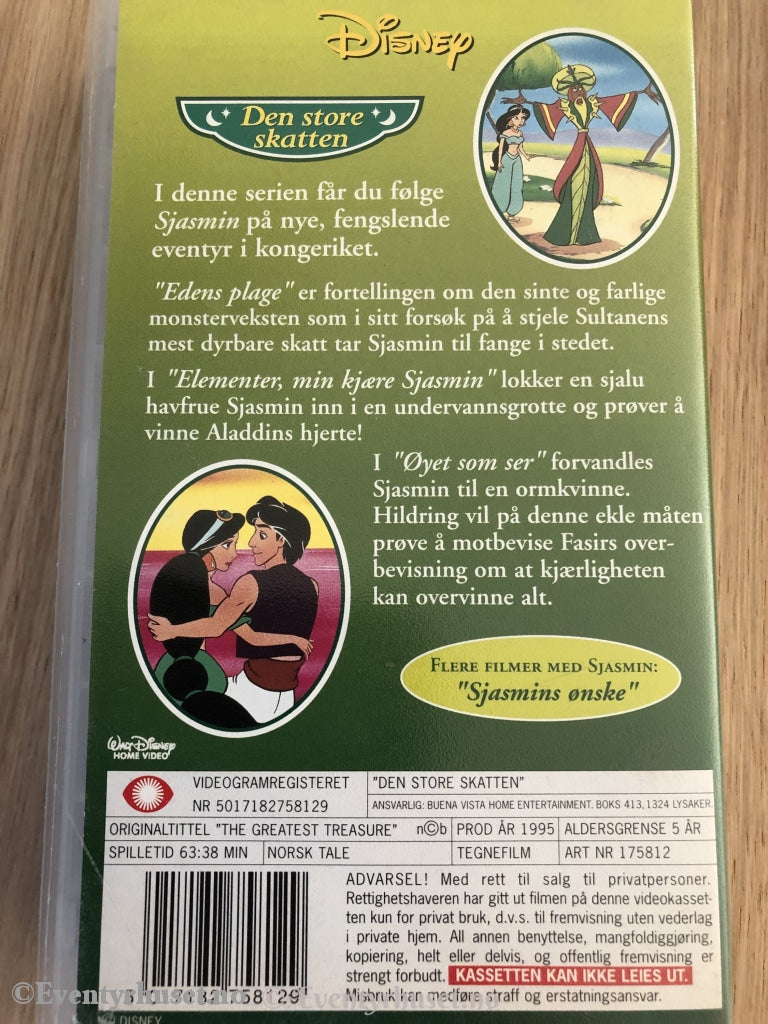 Disney
Den store
skatten
I denne serien får du følge
Sjasmin på nye, fengslende
eventyr i kongeriket.
"Edens plage" er fortellingen om den sinte og farlige
monsterveksten som i sitt forsøk på å stjele Sultanens
mest dyrbare skatt tar Sjasmin til fange i stedet.
I "Elementer, min kjære Sjasmin" lokker en sjalu
havfrue Sjasmin inn i en undervannsgrotte og prøver å
vinne Aladdins hjerte!
I "Øyet som ser" forvandles
Sjasmin til en ormkvinne.
Hildring vil på denne ekle måten
prøve å motbevise Fasirs over-
bevisning om at kjærligheten
kan overvinne alt.
FLERE FILMER MED SJASMIN:
"Sjasmins ønske"
WALT DISNEY
HOME VIDEO
VIDEOGRAMREGISTERET
NR 5017182758129
"DEN STORE SKATTEN"
ANSVARLIG: BUENA VISTA HOME ENTERTAINMENT. BOKS 413,1324 LYSAKER.
ORIGINALTITTEL "THE GREATEST TREASURE" n©b PROD ÅR 1995 ALDERSGRENSE 5 ÅR
SPILLETID 63:38 MIN NORSK TALE TEGNEFILM ART NR 175812
ADVARSEL! Med rett til salg til privatpersoner.
Rettighetshaveren har gitt ut filmen på denne videokasset-
ten kun for privat bruk, d.v.s. til fremvisning uten vederlag
i private hjem. All annen benyttelse, mangfoldiggjøring,
kopiering, helt eller delvis, og offentlig fremvisning er
strengt forbudt. KASSETTEN KAN IKKE LEIES UT.
Misbruk kan medføre straff og erstatningsansvar.
©Eventyrhuset.no ©Eventyrhuset.no
DISNEY